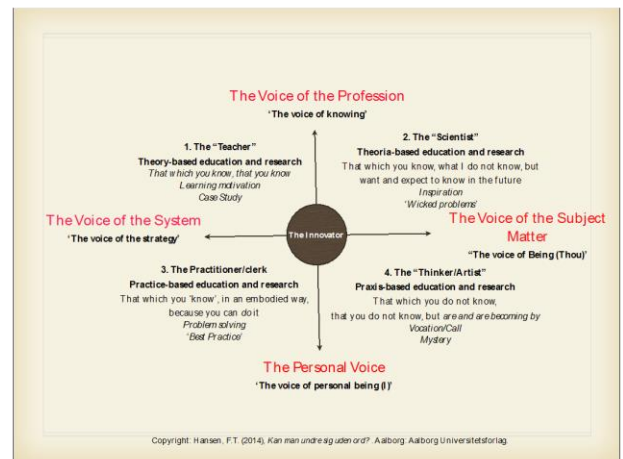 The Voice of the Profession
'The voice of knowing'
1. The "Teacher"
Theory-based education and research
That which you know, that you know
Learning motivation
Case Study
2. The "Scientist"
Theoria-based education and research
That which you know, what I do not know, but
want and expect to know in the future
Inspiration
'Wicked problems'
The Voice of the System
'The voice of the strategy'
The Innovator
The Voice of the Subject
Matter
"The voice of Being (Thou)'
3. The Practitioner/clerk
Practice-based education and research
That which you 'know', in an embodied way,
because you can do it
Problem solving
'Best Practice'
4. The "Thinker/Artist"
Praxis-based education and research
That which you do not know,
that you do not know, but are and are becoming by
Vocation/Call
Mystery
The Personal Voice
'The voice of personal being (I)'
Copyright: Hansen, F.T. (2014), Kan man undre sig uden ord? . Aalborg: Aalborg Universitetsforlag.